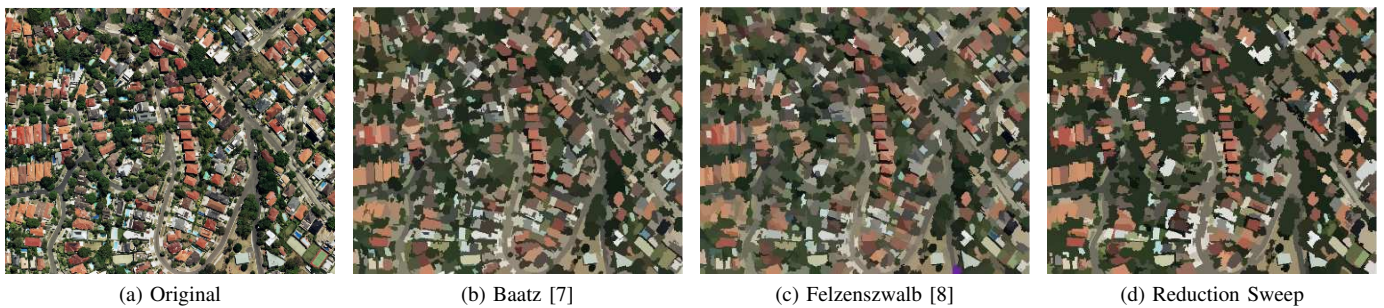 (a) Original
(b) Baatz [7]
(c) Felzenszwalb [8]
(d) Reduction Sweep